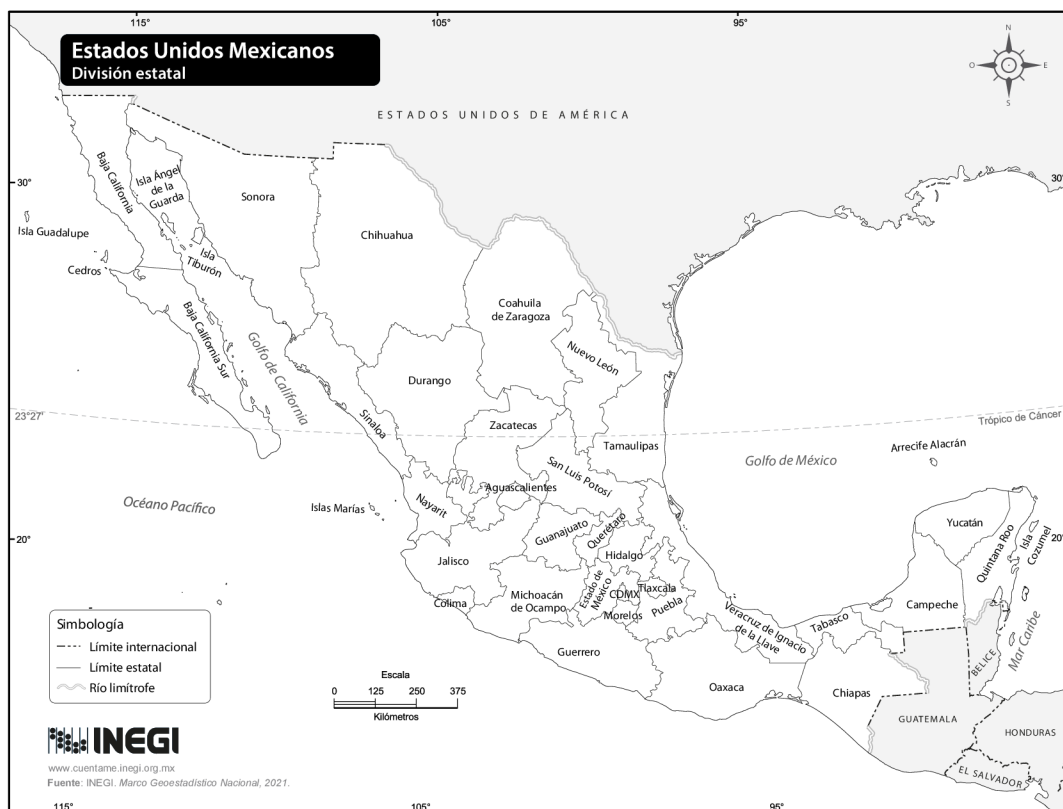 115°
105°
95°
Estados Unidos Mexicanos
División estatal
N
O
E
S
ESTADOS UNIDOS DE AMÉRICA
30°
30°
Baja California
Isla Ángel
de la
Guarda
Sonora
Chihuahua
Isla Guadalupe
Isla
Tiburón
Cedros
Coahuila
de Zaragoza
Baja California Sur
Golfo de California
Nuevo León
Durango
23°27'
Trópico de Cáncer
Sinaloa
Zacatecas
Tamaulipas
Golfo de México
Arrecife Alacrán
San Luis Potosí
Aguascalientes
Océano Pacífico
Islas Marías
Nayarit
Yucatán
Quintana Roo
Isla
Cozumel
20°
20°
Guanajuato
Querétaro
Hidalgo
Jalisco
Estado de
México
CDMX
Tlaxcala
Michoacán
de Ocampo
Colima
Morelos
Puebla
Veracruz de Ignacio
de la Llave
Tabasco
Campeche
Mar Caribe
BELICE
Guerrero
Oaxaca
Chiapas
GUATEMALA
HONDURAS
EL SALVADOR
Simbología
Límite internacional
Límite estatal
Río limítrofe
Escala
0 125 250 375
Kilómetros
INEGI
www.cuentame.inegi.org.mx
Fuente: INEGI. Marco Geoestadístico Nacional, 2021.
115°
105°
95°